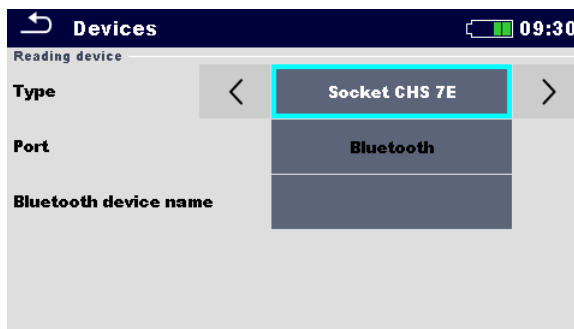 Devices 09:30
Reading device
Type < Socket CHS 7E >
Port Bluetooth
Bluetooth device name